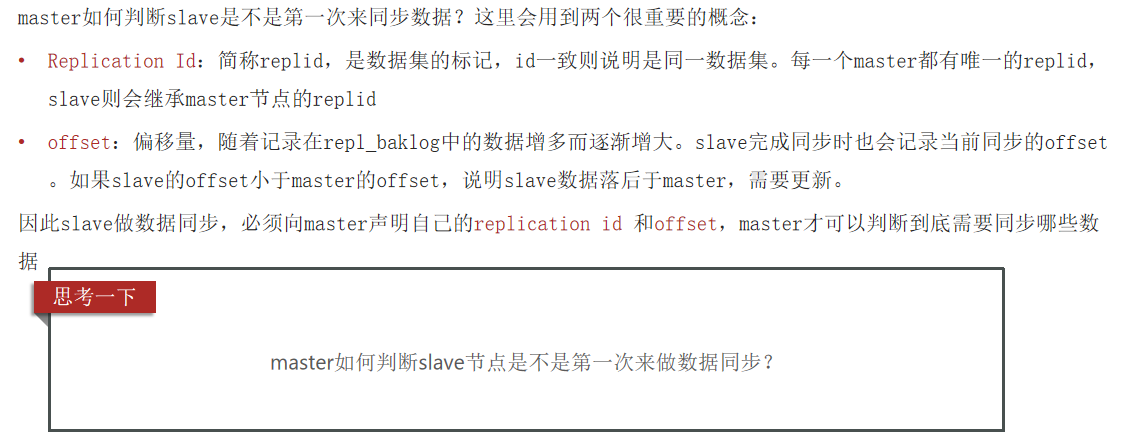 master如何判断slave是不是第一次来同步数据？这里会用到两个很重要的概念：
• Replication Id：简称replid，是数据集的标记，id一致则说明是同一数据集。每一个master都有唯一的replid，
slave则会继承master节点的replid
• offset：偏移量，随着记录在repl_baklog中的数据增多而逐渐增大。slave完成同步时也会记录当前同步的offset
。如果slave的offset小于master的offset，说明slave数据落后于master，需要更新。
因此slave做数据同步，必须向master声明自己的replication id 和offset，master才可以判断到底需要同步哪些数
据
思考一下
master如何判断slave节点是不是第一次来做数据同步？